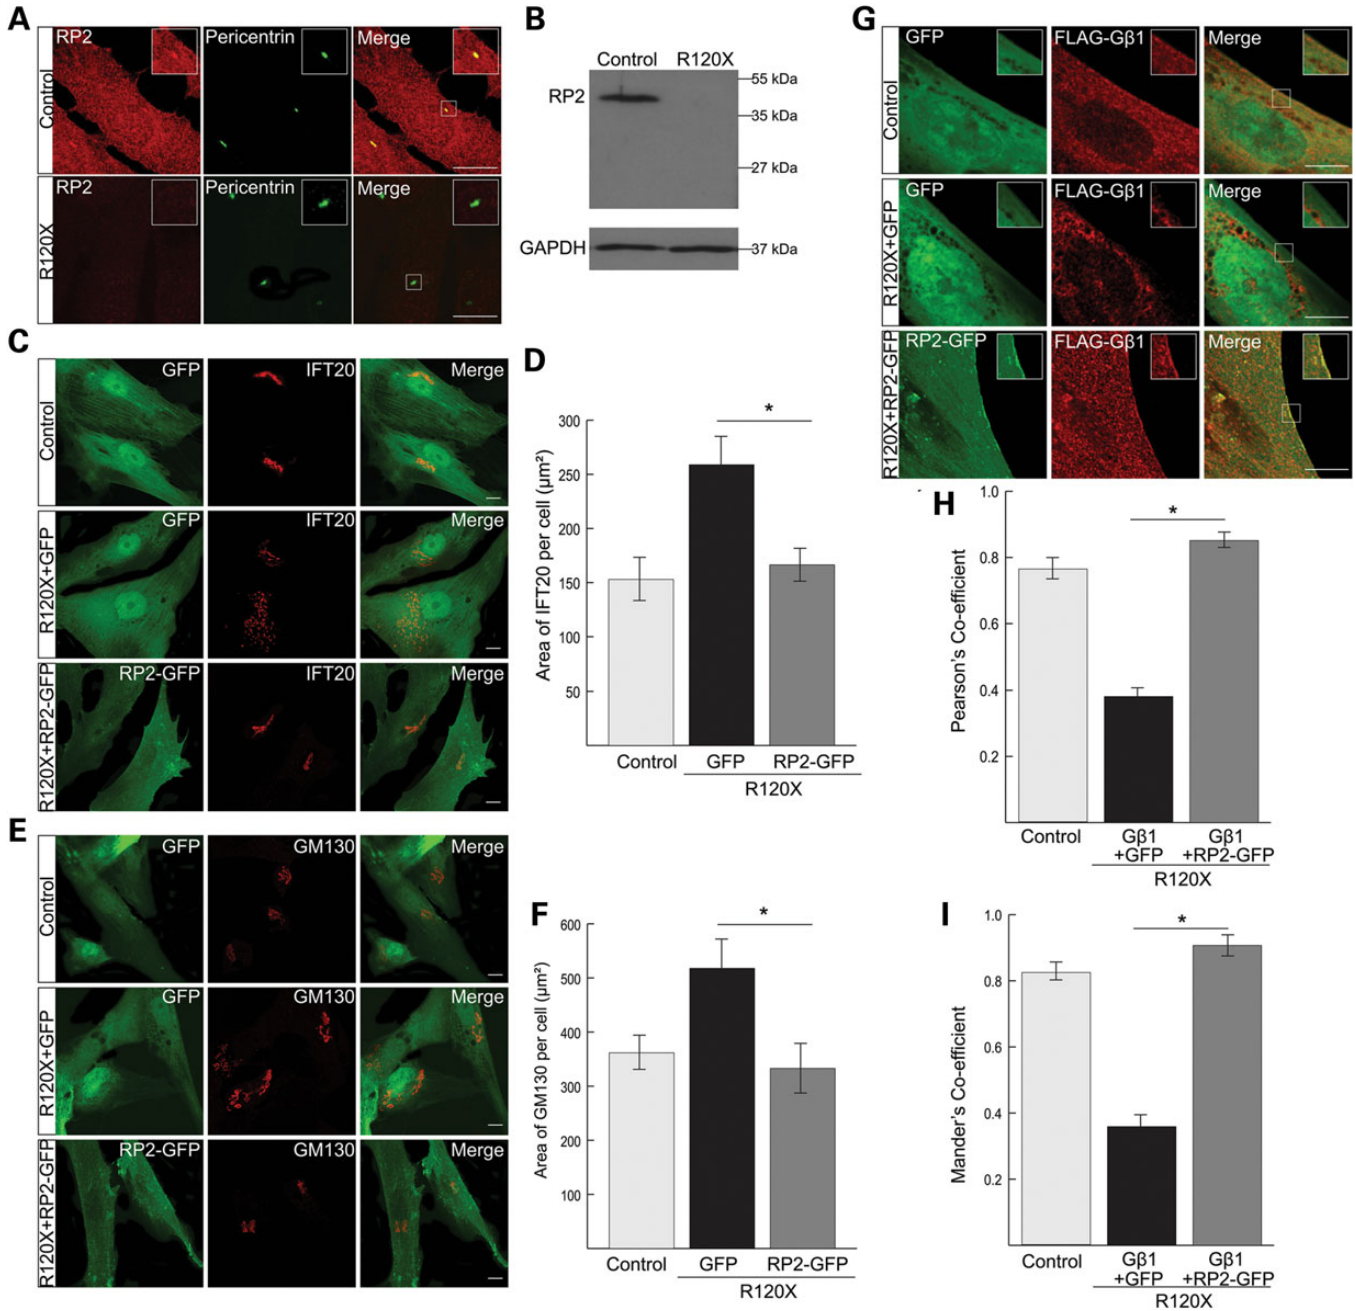 A
RP2
Pericentrin
Merge
Control
R120X
RP2
Pericentrin
Merge
B
Control R120X
RP2
55 kDa
35 kDa
27 kDa
GAPDH
37 kDa
C
Control
GFP
IFT20
Merge
R120X+GFP
GFP
IFT20
Merge
R120X+RP2-GFP
RP2-GFP
IFT20
Merge
D
Area of IFT20 per cell (µm²)
300
250
200
150
100
50
*
Control
GFP
RP2-GFP
R120X
E
Control
GFP
GM130
Merge
R120X+GFP
GFP
GM130
Merge
R120X+RP2-GFP
RP2-GFP
GM130
Merge
F
Area of GM130 per cell (µm²)
600
500
400
300
200
100
*
Control
GFP
RP2-GFP
R120X
G
Control
GFP
FLAG-Gβ1
Merge
R120X+GFP
GFP
FLAG-Gβ1
Merge
R120X+RP2-GFP
RP2-GFP
FLAG-Gβ1
Merge
H
Pearson's Co-efficient
1.0
0.8
0.6
0.4
0.2
*
Control
Gβ1
+GFP
Gβ1
+RP2-GFP
R120X
I
Mander's Co-efficient
1.0
0.8
0.6
0.4
0.2
*
Control
Gβ1
+GFP
Gβ1
+RP2-GFP
R120X